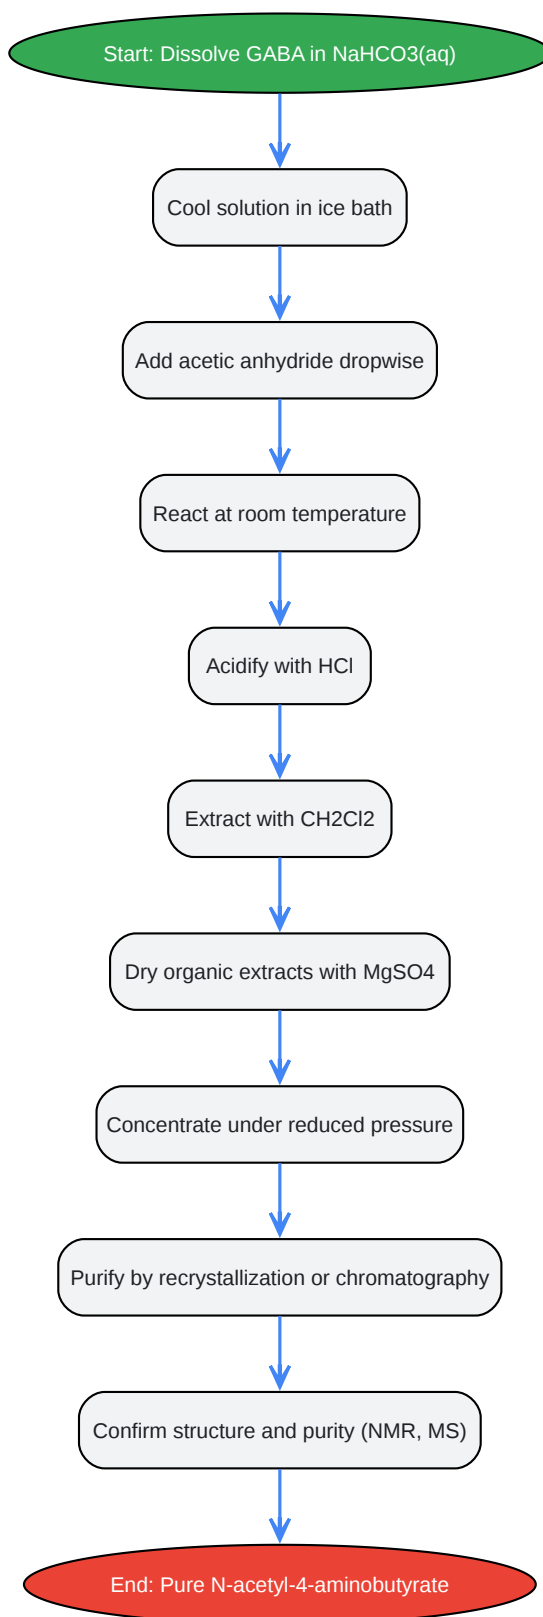 Start: Dissolve GABA in NaHCO3(aq)
Cool solution in ice bath
Add acetic anhydride dropwise
React at room temperature
Acidify with HCl
Extract with CH2Cl2
Dry organic extracts with MgSO4
Concentrate under reduced pressure
Purify by recrystallization or chromatography
Confirm structure and purity (NMR, MS)
End: Pure N-acetyl-4-aminobutyrate